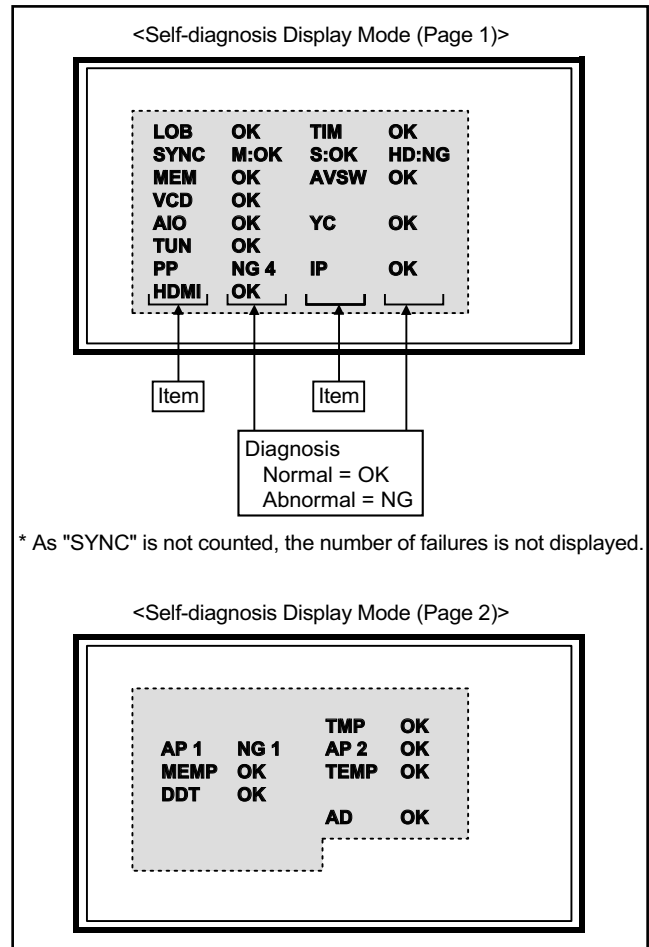 <Self-diagnosis Display Mode (Page 1)>
LOB OK TIM OK
SYNC M:OK S:OK HD:NG
MEM OK AVSW OK
VCD OK
AIO OK YC OK
TUN OK
PP NG 4 IP OK
HDMI OK
Item Item
Diagnosis
Normal = OK
Abnormal = NG
* As "SYNC" is not counted, the number of failures is not displayed.
<Self-diagnosis Display Mode (Page 2)>
TMP OK
AP 1 NG 1 AP 2 OK
MEMP OK TEMP OK
DDT OK
AD OK